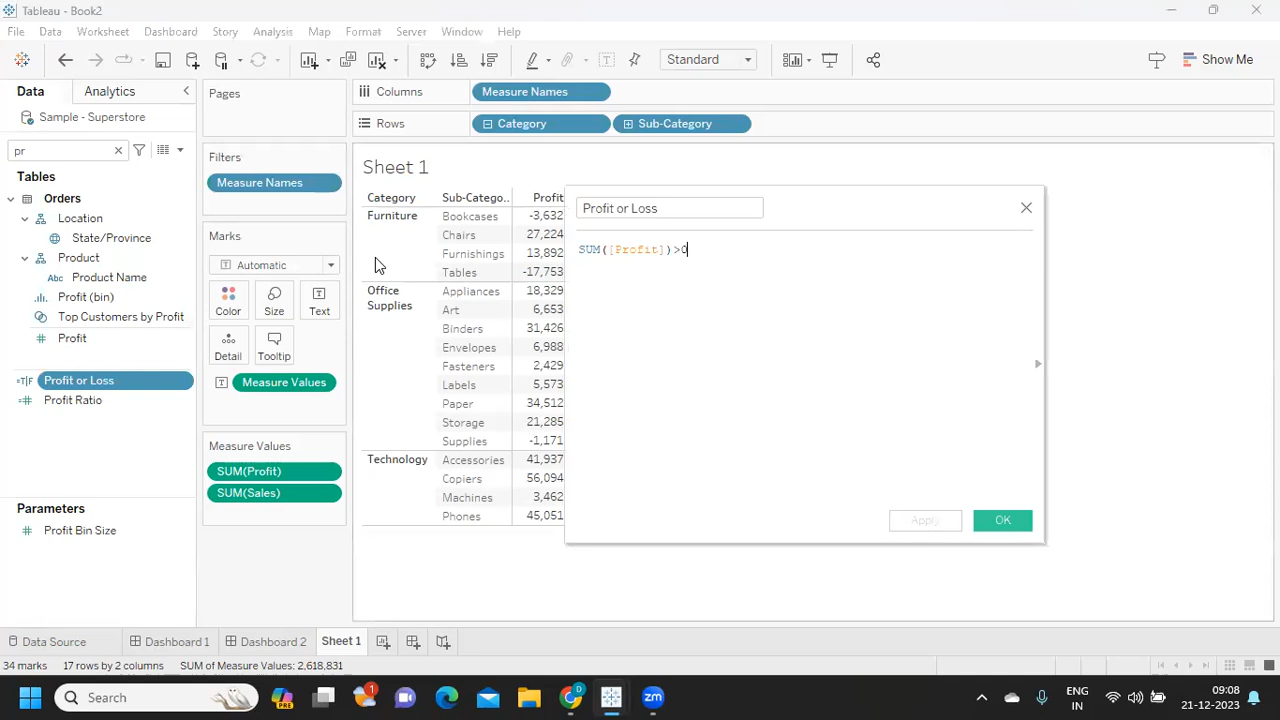 Tableau - Book2
File Data Worksheet Dashboard Story Analysis Map Format Server Window Help
Standard
Show Me
Data Analytics
Sample - Superstore
pr
Tables
Orders
Location
State/Province
Product
Abc Product Name
Profit (bin)
Top Customers by Profit
Profit
=T|F Profit or Loss
Profit Ratio
Parameters
Profit Bin Size
Pages
Filters
Measure Names
Marks
Automatic
Color Size Text
Detail Tooltip
Measure Values
Measure Values
SUM(Profit)
SUM(Sales)
Columns Measure Names
Rows Category Sub-Category
Sheet 1
Category Sub-Catego.. Profit
Furniture Bookcases -3,632
Chairs 27,224
Furnishings 13,892
Tables -17,753
Office Supplies Appliances 18,329
Art 6,653
Binders 31,426
Envelopes 6,988
Fasteners 2,429
Labels 5,573
Paper 34,512
Storage 21,285
Supplies -1,171
Technology Accessories 41,937
Copiers 56,094
Machines 3,462
Phones 45,051
Profit or Loss
SUM([Profit])>0
Apply OK
Data Source Dashboard 1 Dashboard 2 Sheet 1
34 marks 17 rows by 2 columns SUM of Measure Values: 2,618,831
Search
PRE
1
D
zm
ENG
IN
09:08
21-12-2023